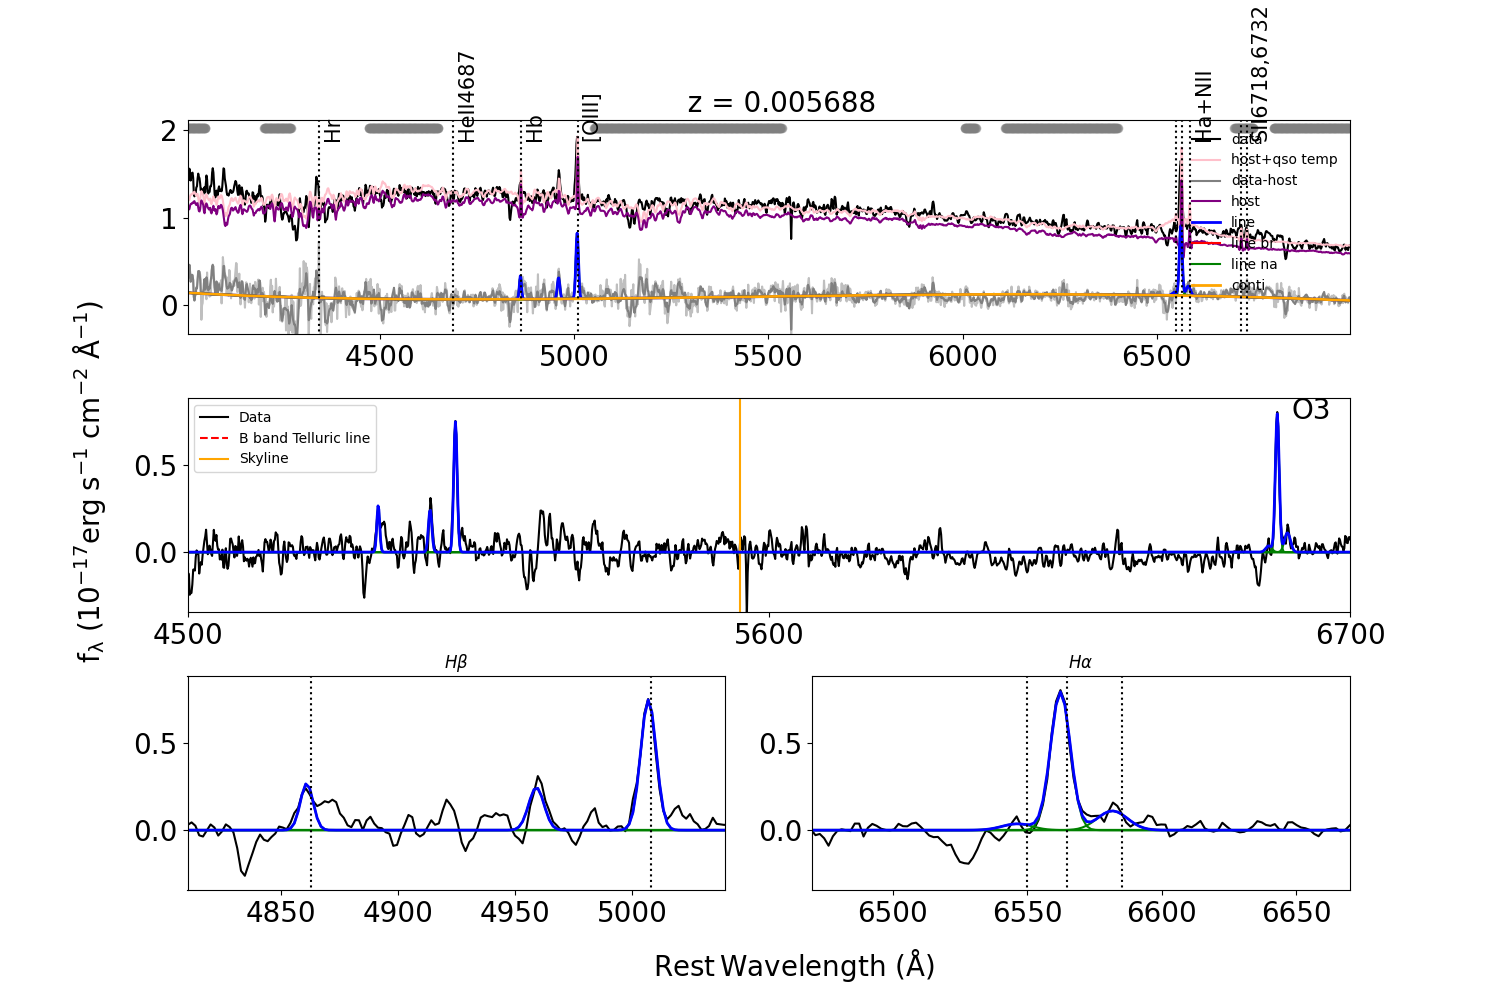 z = 0.005688
Hr
HeII4687
Hb
[OIII]
Ha+NII
SII6718,6732
data
host+qso temp
data-host
host
line
line br
line na
conti
2
1
0
4500
5000
5500
6000
6500
fλ (10⁻¹⁷erg s⁻¹ cm⁻² Å⁻¹)
Data
B band Telluric line
Skyline
O3
0.5
0.0
4500
5600
6700
Hβ
0.5
0.0
4850
4900
4950
5000
Hα
0.5
0.0
6500
6550
6600
6650
Rest Wavelength (Å)